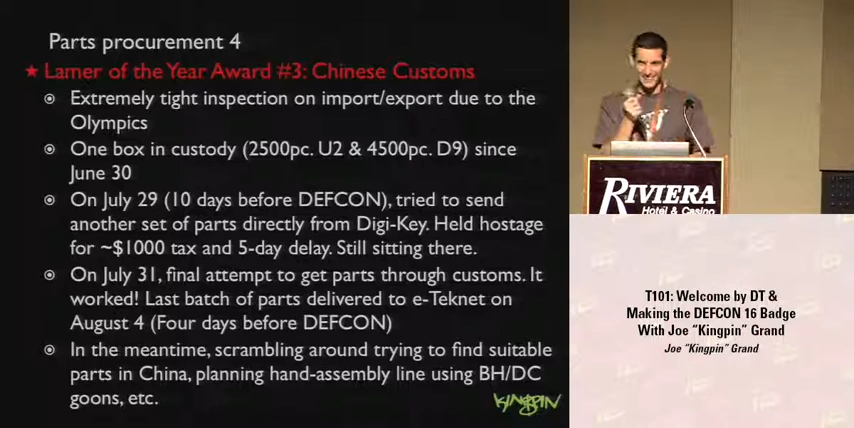 Parts procurement 4
★ Lamer of the Year Award #3: Chinese Customs
Extremely tight inspection on import/export due to the
Olympics
One box in custody (2500pc. U2 & 4500pc. D9) since
June 30
On July 29 (10 days before DEFCON), tried to send
another set of parts directly from Digi-Key. Held hostage
for ~$1000 tax and 5-day delay. Still sitting there.
On July 31, final attempt to get parts through customs. It
worked! Last batch of parts delivered to e-Teknet on
August 4 (Four days before DEFCON)
In the meantime, scrambling around trying to find suitable
parts in China, planning hand-assembly line using BH/DC
goons, etc.
KINGPIN
RIVIERA
Hotel & Casino
T101: Welcome by DT &
Making the DEFCON 16 Badge
With Joe “Kingpin” Grand
Joe “Kingpin” Grand